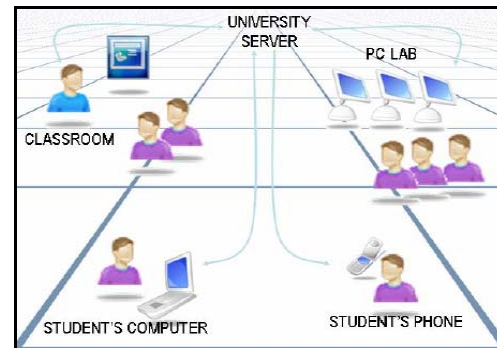 UNIVERSITY
SERVER
PC LAB
CLASSROOM
STUDENT'S COMPUTER
STUDENT'S PHONE